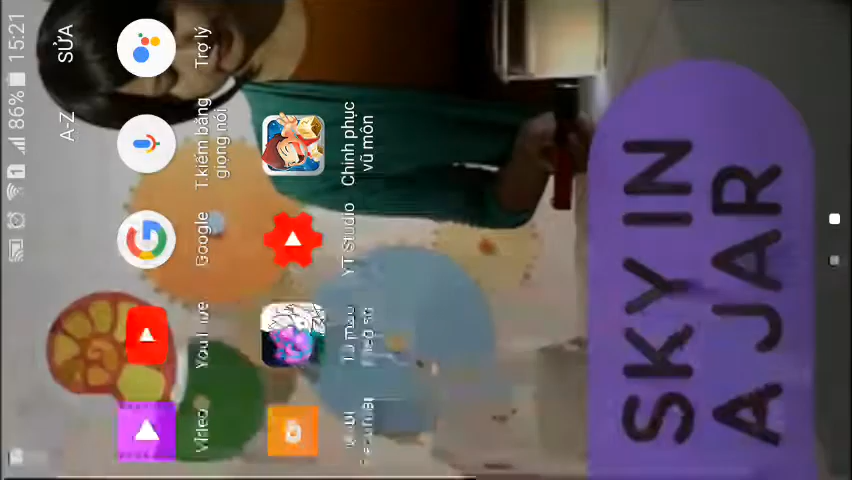 86% 15:21
A-Z SỬA
Video
YouTube
Google
T.kiếm bằng
giọng nói
Trợ lý
YT Studio
Chinh phục
vũ môn
SKY IN
A JAR